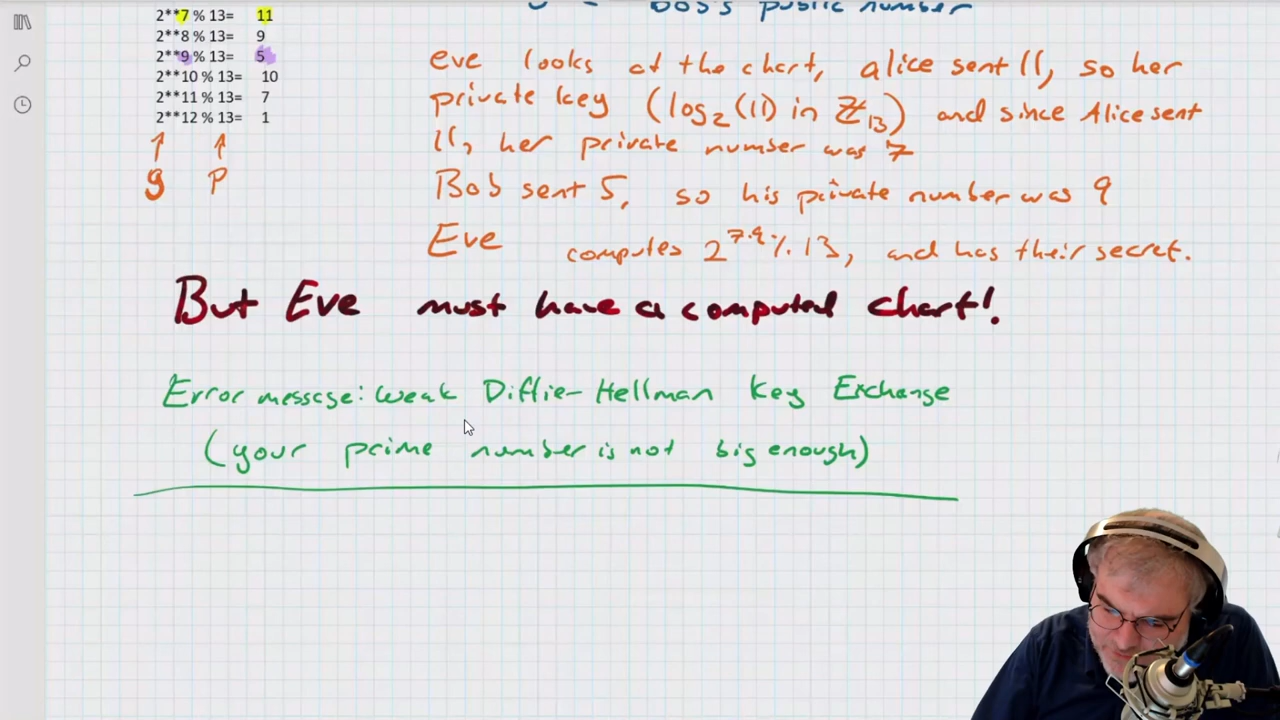 Bob's public number
2**7 % 13= 11
2**8 % 13= 9
2**9 % 13= 5
2**10 % 13= 10
2**11 % 13= 7
2**12 % 13= 1
g p
eve looks at the chart, alice sent 11, so her
private key (log₂(11) in ℤ₁₃) and since Alice sent
11, her private number was 7
Bob sent 5, so his private number was 9
Eve computes 2^7·9 % 13, and has their secret.
But Eve must have a computed chart!
Error message: weak Diffie-Hellman Key Exchange
(your prime number is not big enough)